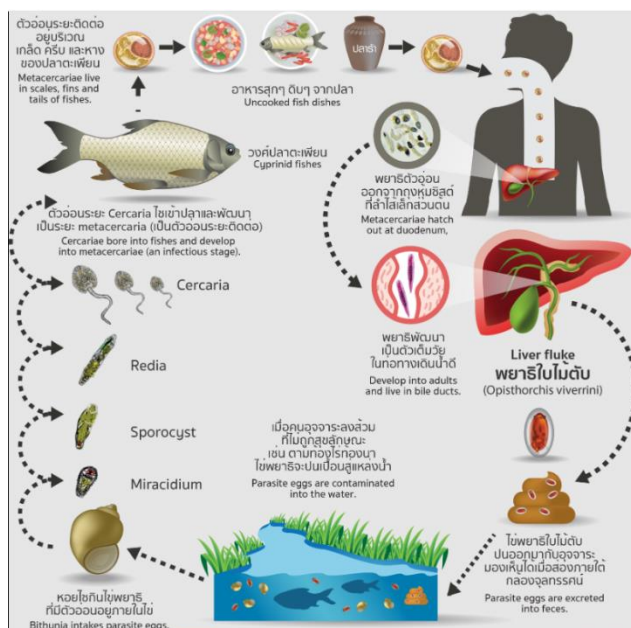 ตัวอ่อนระยะติดต่อ
อยู่บริเวณ
เกล็ด ครีบ และหาง
ของปลาตะเพียน
Metacercariae live
in scales, fins and
tails of fishes.
ปลาร้า
อาหารสุกๆ ดิบๆ จากปลา
Uncooked fish dishes
วงศ์ปลาตะเพียน
Cyprinid fishes
พยาธิตัวอ่อน
ออกจากถุงหุ้มซิสต์
ที่ลำไส้เล็กส่วนต้น
Metacercariae hatch
out at duodenum,
ตัวอ่อนระยะ Cercaria ไชเข้าปลาและพัฒนา
เป็นระยะ metacercaria (เป็นตัวอ่อนระยะติดต่อ)
Cercariae bore into fishes and develop
into metacercariae (an infectious stage).
Cercaria
Redia
Sporocyst
Miracidium
พยาธิพัฒนา
เป็นตัวเต็มวัย
ในท่อทางเดินน้ำดี
Develop into adults
and live in bile ducts.
Liver fluke
พยาธิใบไม้ตับ
(Opisthorchis viverrini)
เมื่อคนอุจจาระลงส้วม
ที่ไม่ถูกสุขลักษณะ
เช่น ตามท้องไร่ท้องนา
ไข่พยาธิจะปนเปื้อนสู่แหล่งน้ำ
Parasite eggs are contaminated
into the water.
ไข่พยาธิใบไม้ตับ
ปนออกมากับอุจจาระ
มองเห็นได้เมื่อส่องภายใต้
กล้องจุลทรรศน์
Parasite eggs are excreted
into feces.
หอยไซกินไข่พยาธิ
ที่มีตัวอ่อนอยู่ภายในไข่
Bithynia intakes parasite eggs.